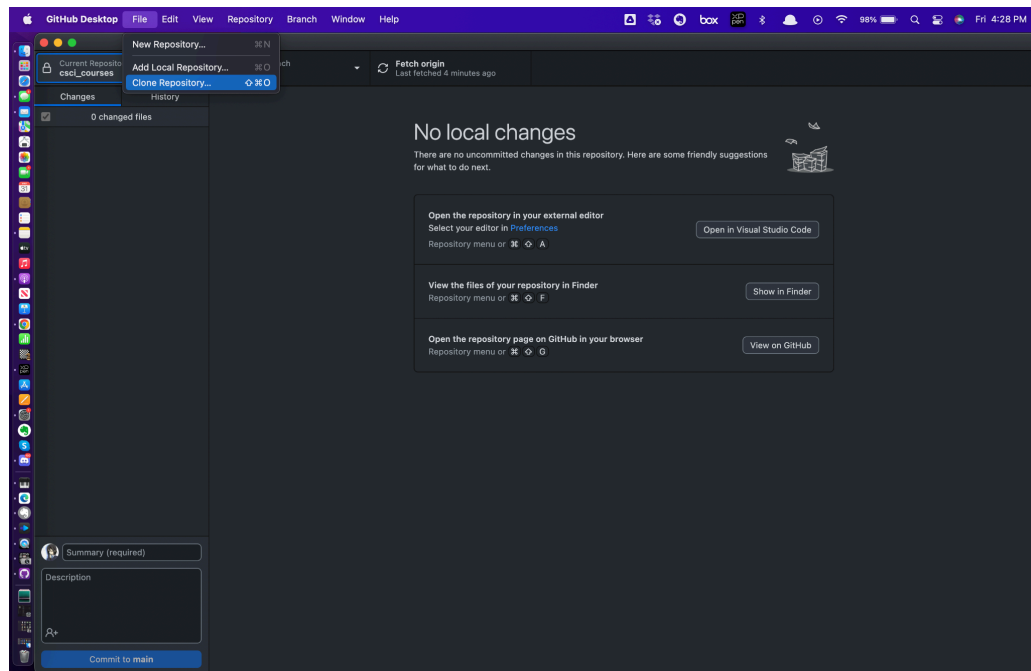 GitHub Desktop File Edit View Repository Branch Window Help
box
XP
pen
98%
Fri 4:28 PM
New Repository... ⌘N
Add Local Repository... ⌘O
Clone Repository... ⇧⌘O
Current Reposito
csci_courses
ch
Fetch origin
Last fetched 4 minutes ago
Changes History
0 changed files
No local changes
There are no uncommitted changes in this repository. Here are some friendly suggestions
for what to do next.
Open the repository in your external editor
Select your editor in Preferences
Repository menu or ⌘ ⇧ A
Open in Visual Studio Code
View the files of your repository in Finder
Repository menu or ⌘ ⇧ F
Show in Finder
Open the repository page on GitHub in your browser
Repository menu or ⌘ ⇧ G
View on GitHub
Summary (required)
Description
Commit to main